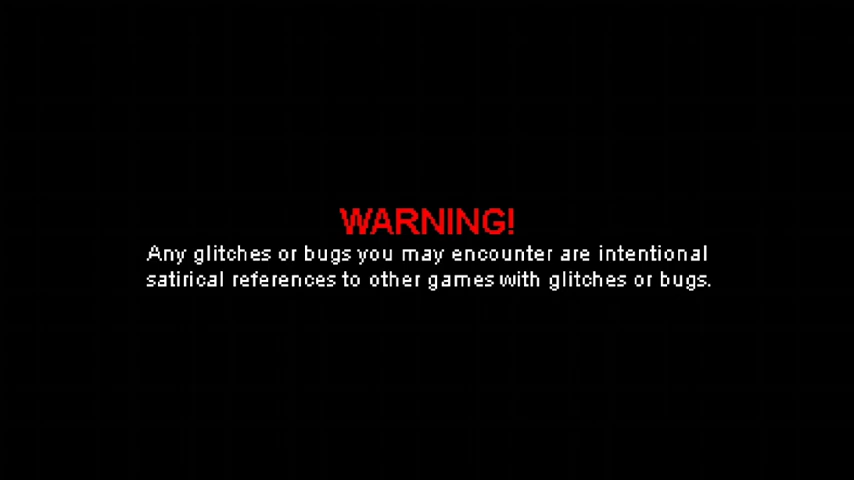 WARNING!
Any glitches or bugs you may encounter are intentional
satirical references to other games with glitches or bugs.